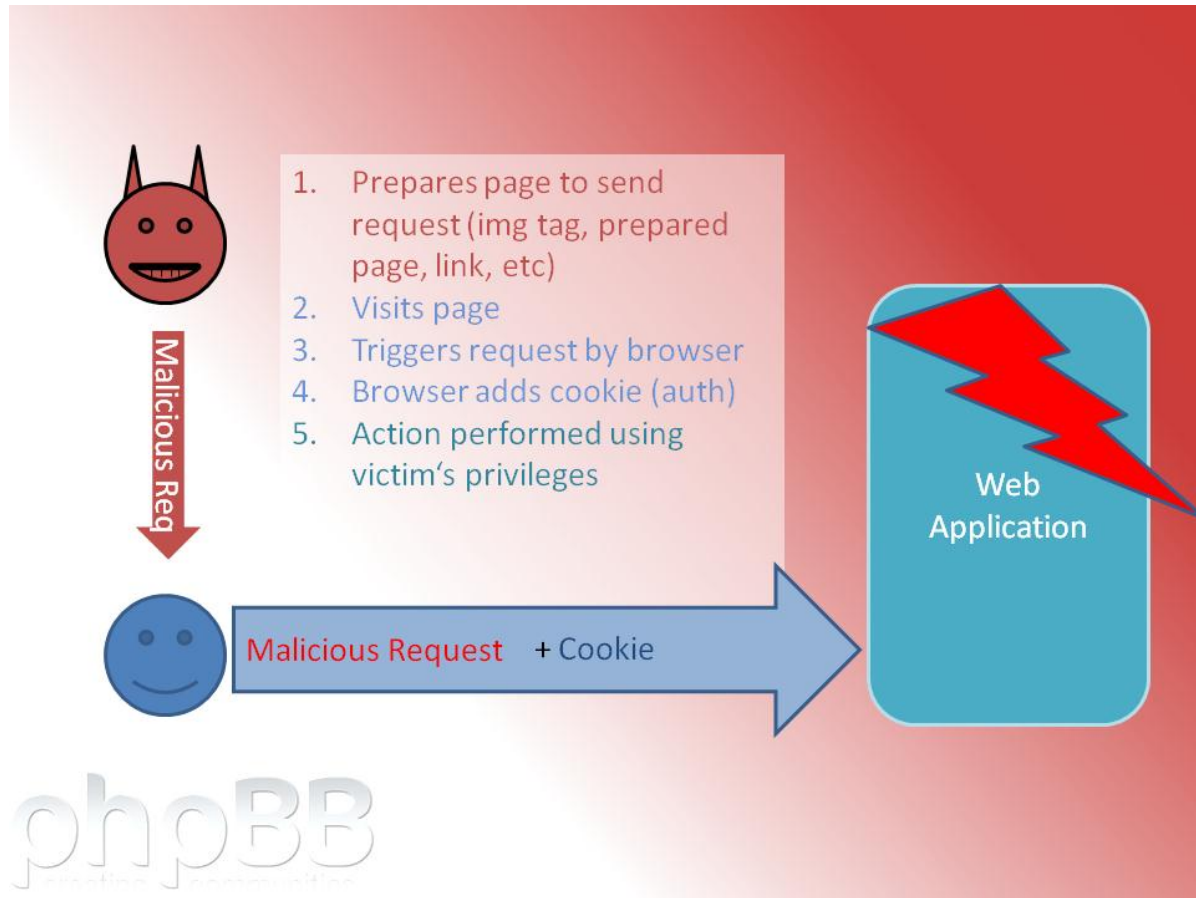 1. Prepares page to send
request (img tag, prepared
page, link, etc)
2. Visits page
3. Triggers request by browser
4. Browser adds cookie (auth)
5. Action performed using
victim‘s privileges
Malicious Req
Web
Application
Malicious Request + Cookie
phpBB
creating communities